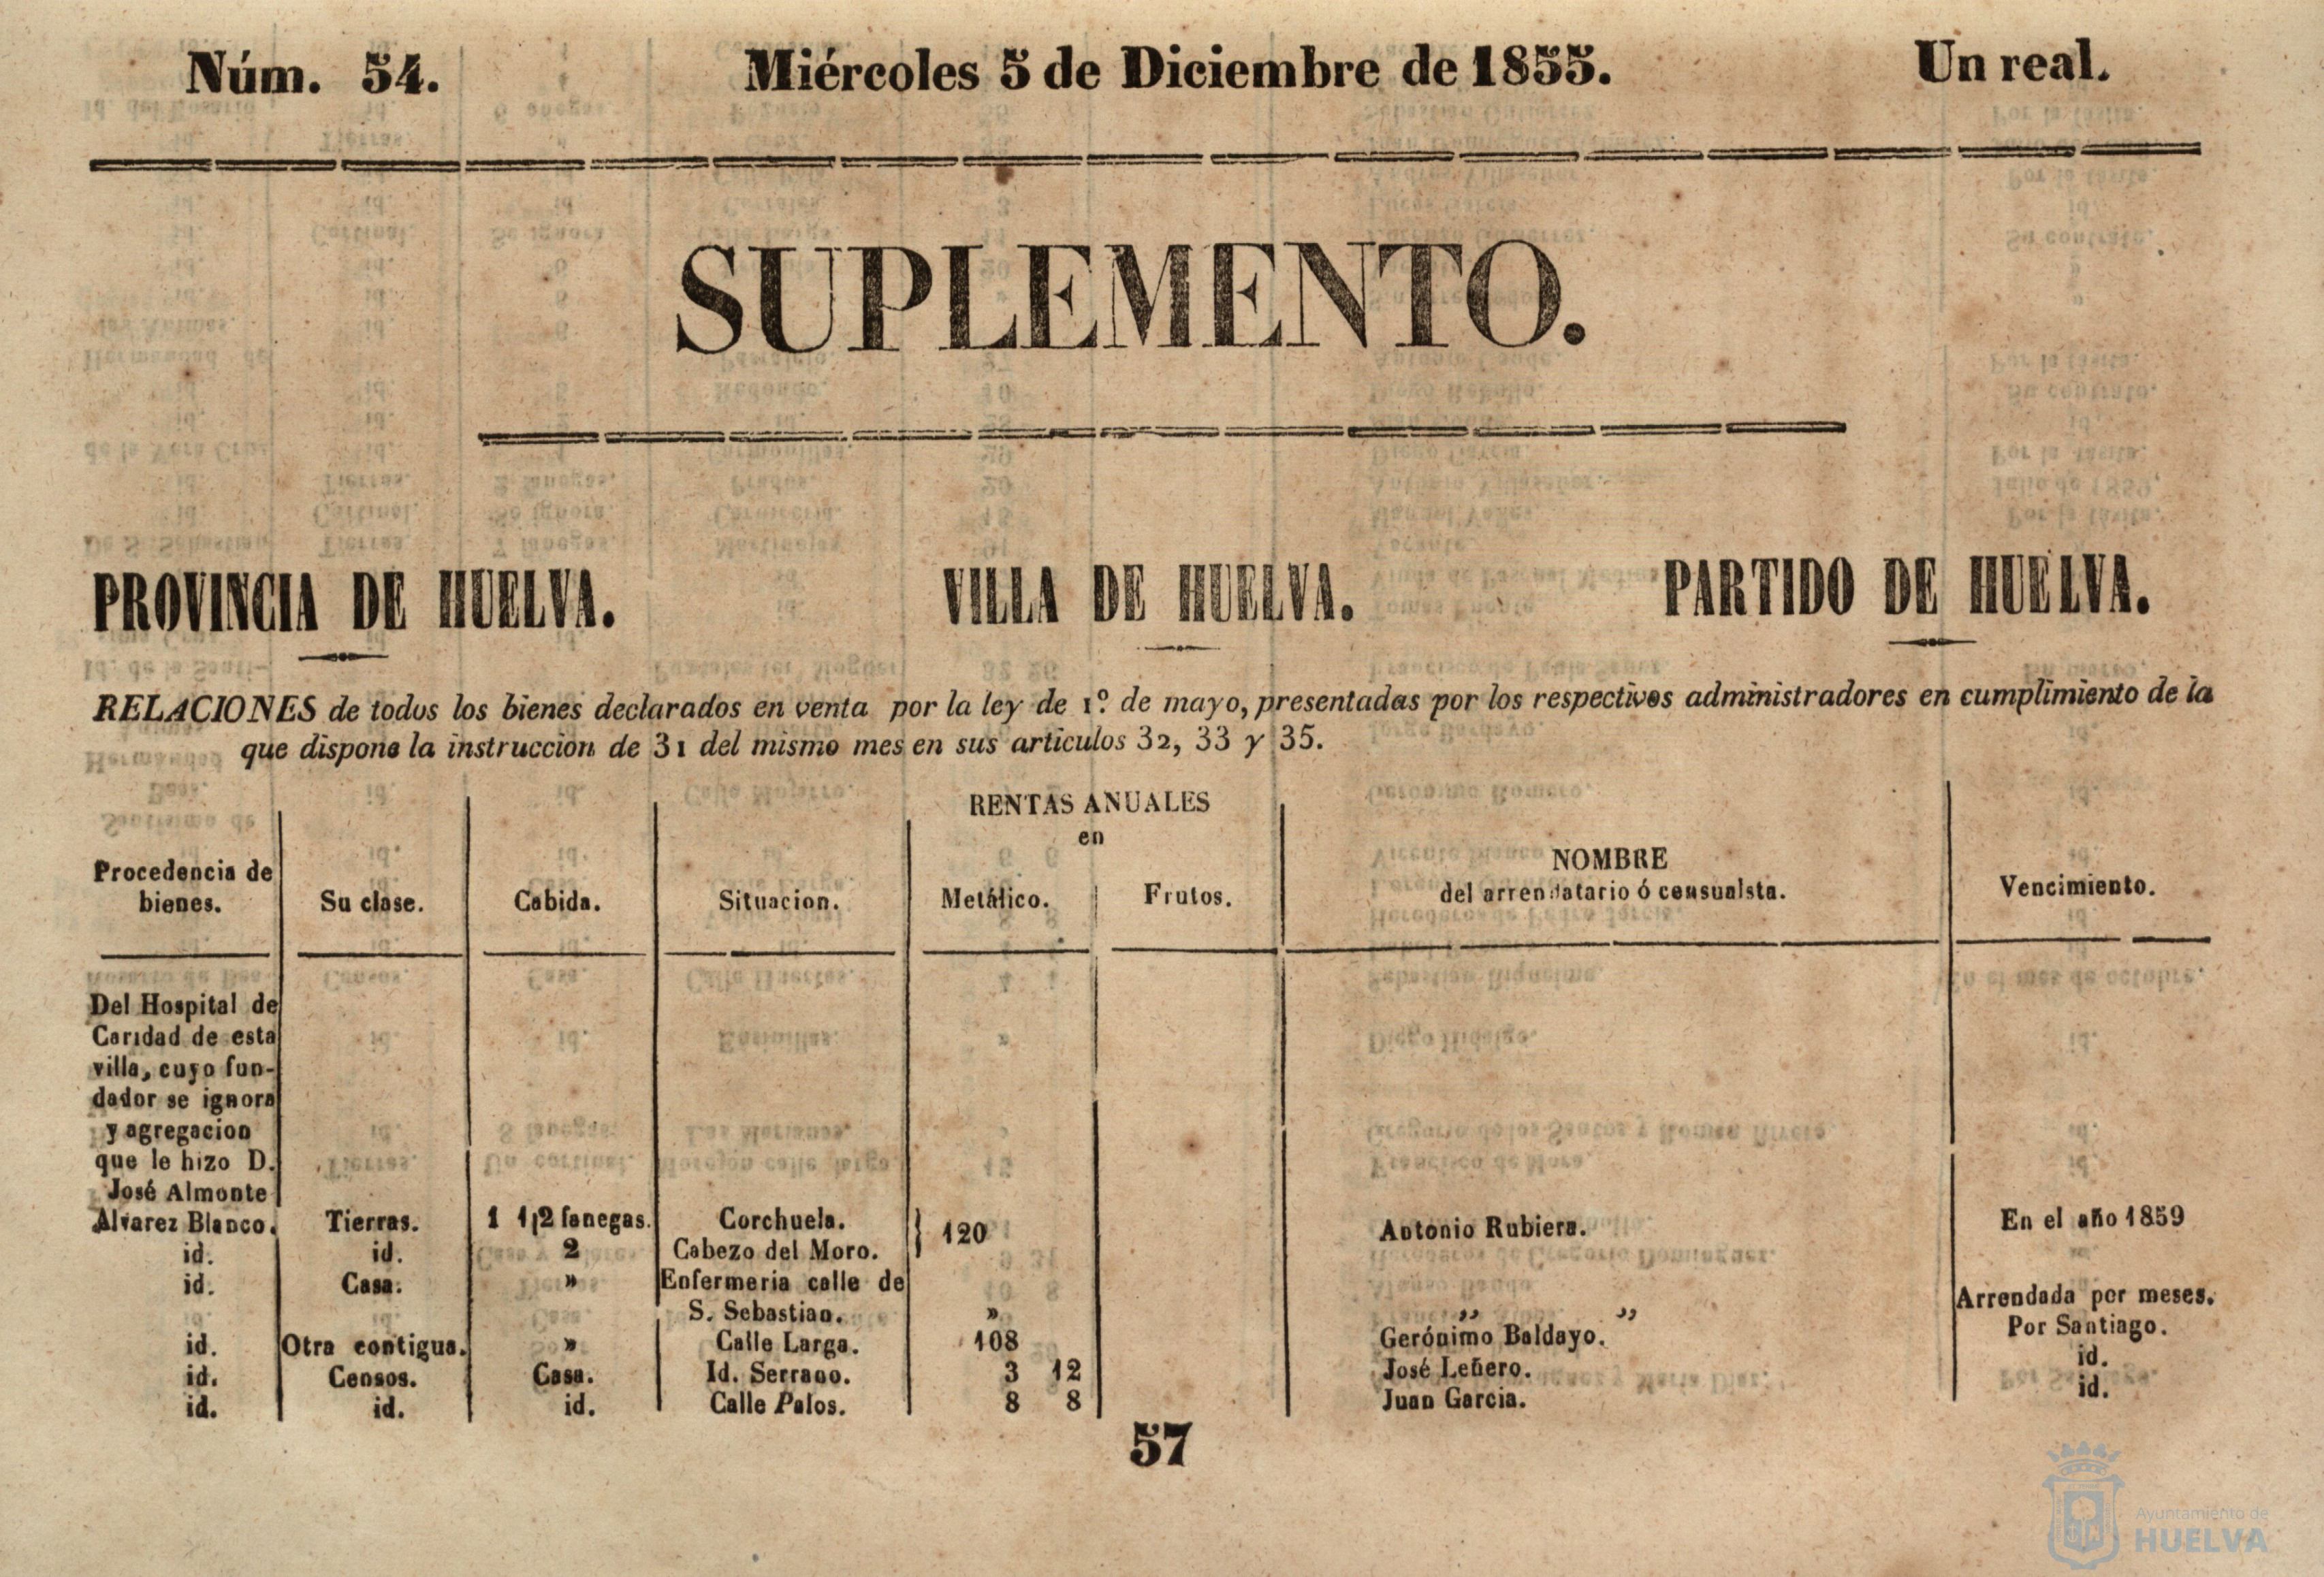 Núm. 54. Miércoles 5 de Diciembre de 1855. Un real.
SUPLEMENTO.
PROVINCIA DE HUELVA. VILLA DE HUELVA. PARTIDO DE HUELVA.
RELACIONES de todos los bienes declarados en venta por la ley de 1.º de mayo, presentadas por los respectivos administradores en cumplimiento de la
que dispone la instruccion de 31 del mismo mes en sus articulos 32, 33 y 35.
RENTAS ANUALES
en
Procedencia de
bienes.
Su clase.
Cabida.
Situacion.
Metálico.
Frutos.
NOMBRE
del arrendatario ó censualsta.
Vencimiento.
Del Hospital de
Caridad de esta
villa, cuyo fun-
dador se ignora
y agregacion
que le hizo D.
José Almonte
Alvarez Blanco. Tierras. 1 1/2 fanegas. Corchuela. } 120 Antonio Rubiera. En el año 1859
id. id. 2 Cabezo del Moro.
id. Casa. » Enfermeria calle de
S. Sebastian. » ,, ,, Arrendada por meses.
id. Otra contigua. » Calle Larga. 108 Gerónimo Baldayo. Por Santiago.
id. Censos. Casa. Id. Serrano. 3 12 José Leñero. id.
id. id. id. Calle Palos. 8 8 Juan Garcia. id.
57
Ayuntamiento de
HUELVA